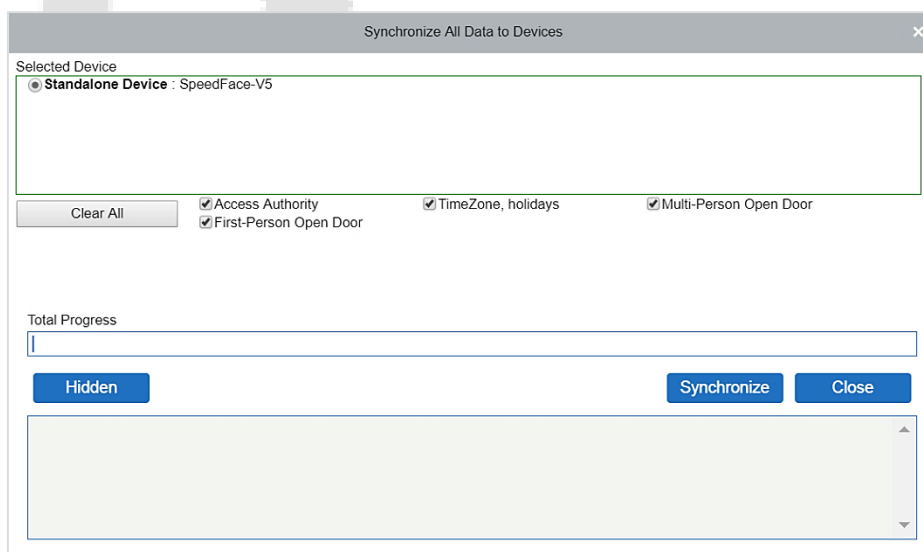 Synchronize All Data to Devices
Selected Device
Standalone Device : SpeedFace-V5
Clear All
Access Authority TimeZone, holidays Multi-Person Open Door
First-Person Open Door
Total Progress
Hidden Synchronize Close